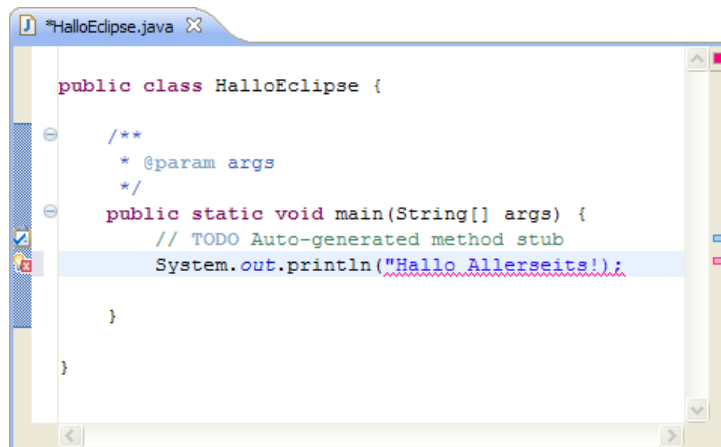 *HalloEclipse.java
public class HalloEclipse {
/**
* @param args
*/
public static void main(String[] args) {
// TODO Auto-generated method stub
System.out.println("Hallo Allerseits!);
}
}